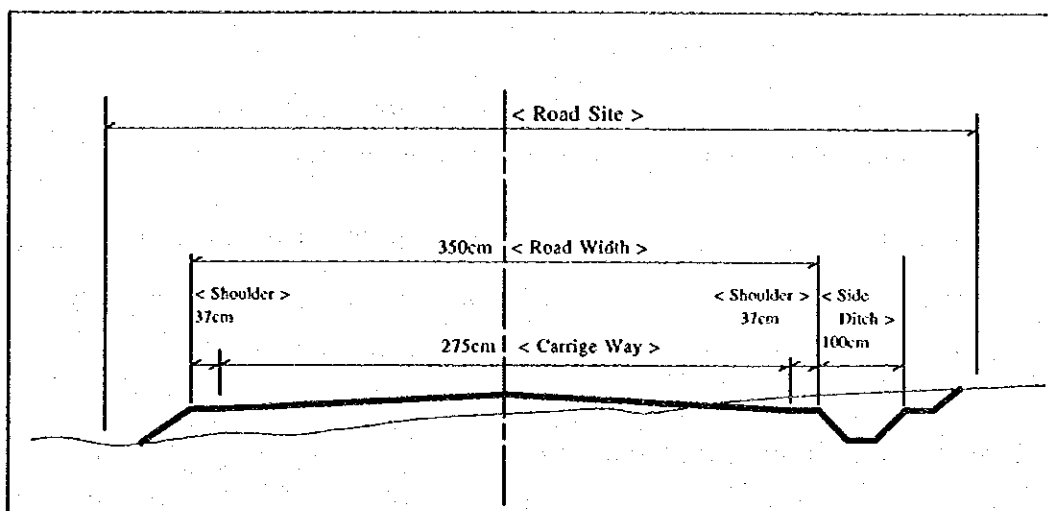 < Road Site >
350cm < Road Width >
< Shoulder >
37cm
< Shoulder >
37cm
< Side
Ditch >
100cm
275cm < Carrige Way >